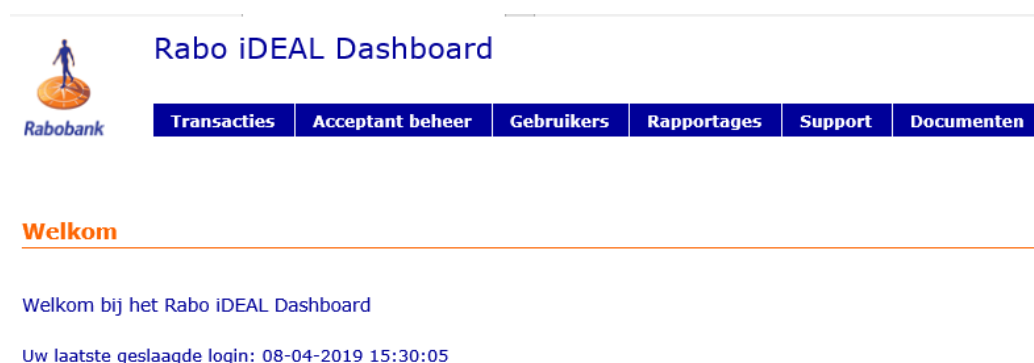 Rabo iDEAL Dashboard
Rabobank
Transacties Acceptant beheer Gebruikers Rapportages Support Documenten
Welkom
Welkom bij het Rabo iDEAL Dashboard
Uw laatste geslaagde login: 08-04-2019 15:30:05